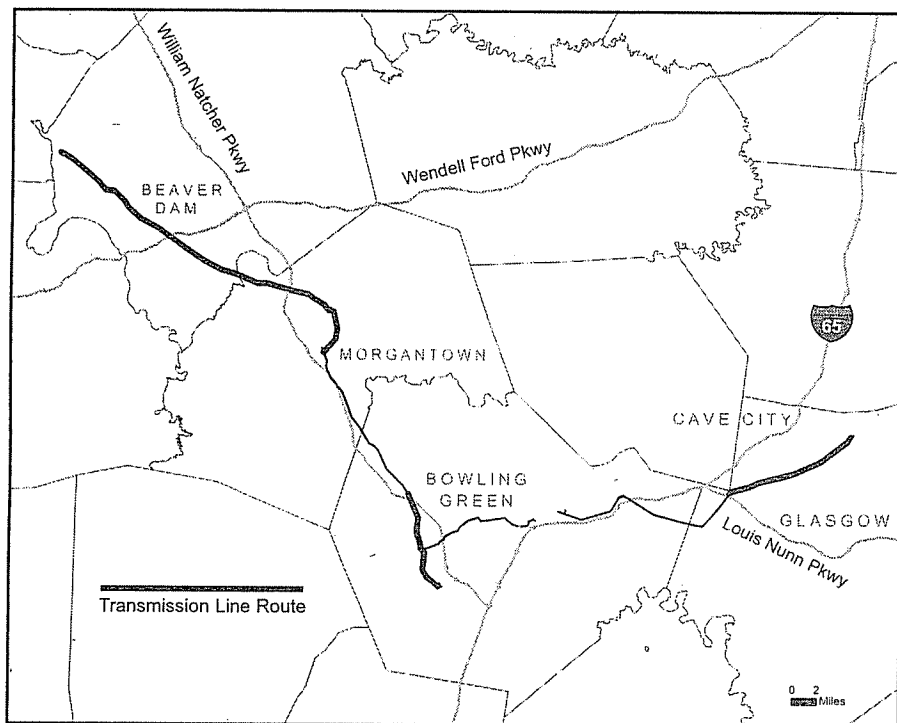 William Natcher Pkwy
Wendell Ford Pkwy
BEAVER
DAM
65
MORGANTOWN
CAVE CITY
BOWLING
GREEN
GLASGOW
Louis Nunn Pkwy
Transmission Line Route
0 2
Miles